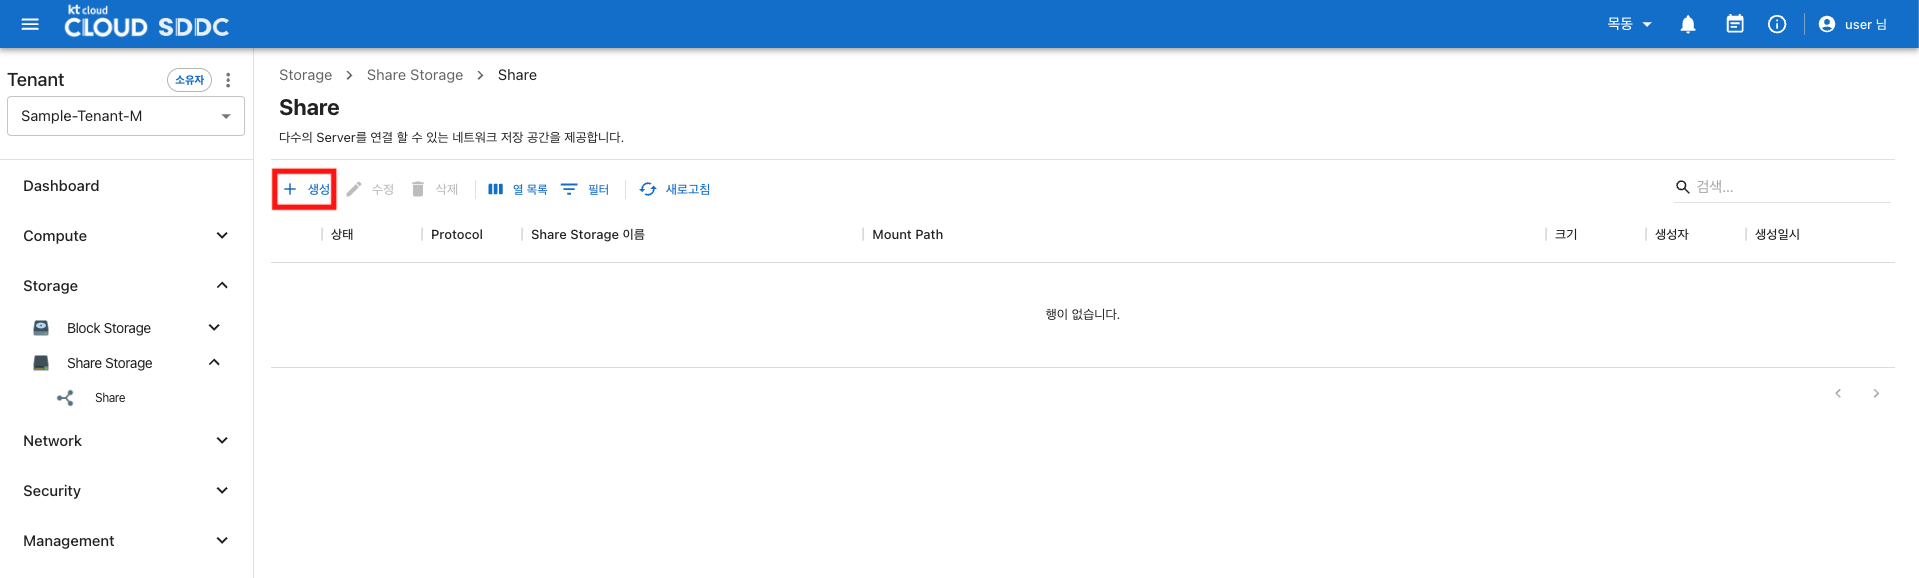 kt cloud
CLOUD SDDC
목동
user 님
Tenant
소유자
Sample-Tenant-M
Dashboard
Compute
Storage
Block Storage
Share Storage
Share
Network
Security
Management
Storage > Share Storage > Share
Share
다수의 Server를 연결 할 수 있는 네트워크 저장 공간을 제공합니다.
+ 생성 수정 삭제 열 목록 필터 새로고침 검색...
상태 Protocol Share Storage 이름 Mount Path 크기 생성자 생성일시
행이 없습니다.